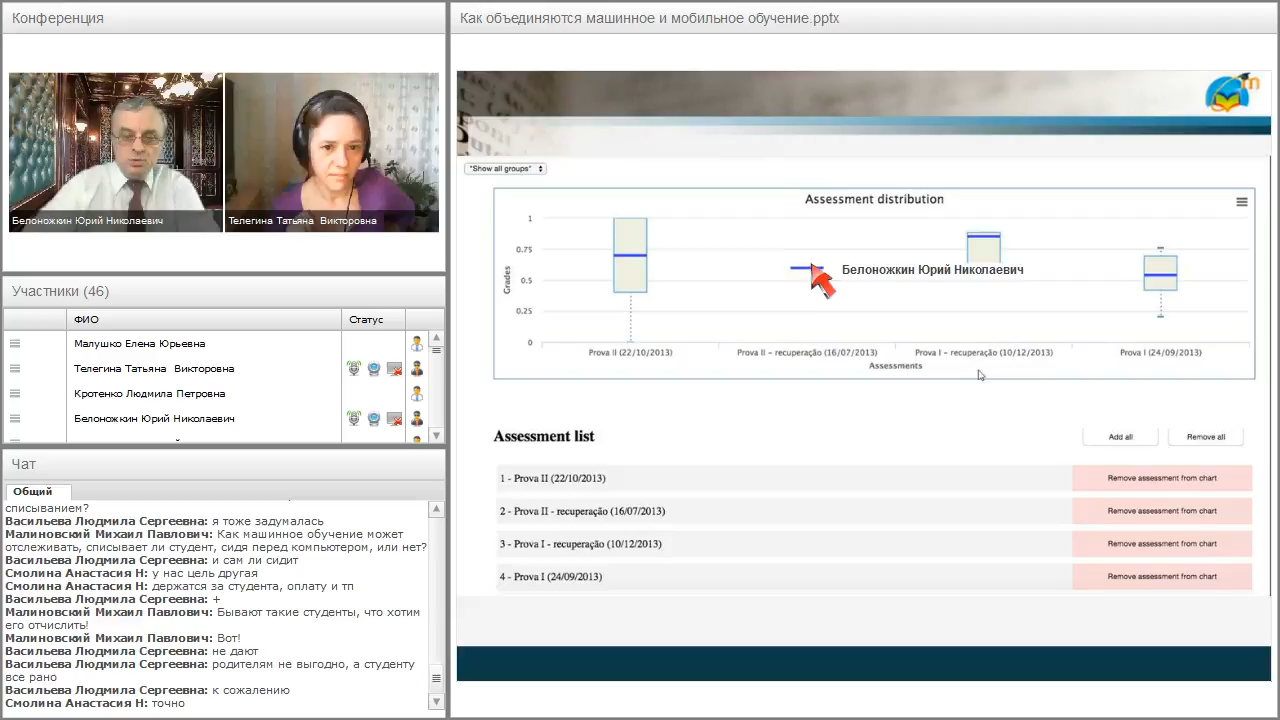 Конференция
Белоножкин Юрий Николаевич
Телегина Татьяна Викторовна
Участники (46)
ФИО
Статус
Малушко Елена Юрьевна
Телегина Татьяна Викторовна
Кротенко Людмила Петровна
Белоножкин Юрий Николаевич
Чат
Общий
списыванием?
Васильева Людмила Сергеевна: я тоже задумалась
Малиновский Михаил Павлович: Как машинное обучение может
отслеживать, списывает ли студент, сидя перед компьютером, или нет?
Васильева Людмила Сергеевна: и сам ли сидит
Смолина Анастасия Н: у нас цель другая
Смолина Анастасия Н: держатся за студента, оплату и тп
Васильева Людмила Сергеевна: +
Малиновский Михаил Павлович: Бывают такие студенты, что хотим
его отчислить!
Малиновский Михаил Павлович: Вот!
Васильева Людмила Сергеевна: не дают
Васильева Людмила Сергеевна: родителям не выгодно, а студенту
все рано
Васильева Людмила Сергеевна: к сожалению
Смолина Анастасия Н: точно
Как объединяются машинное и мобильное обучение.pptx
"Show all groups"
Assessment distribution
Grades
1
0.75
0.5
0.25
0
Белоножкин Юрий Николаевич
Prova II (22/10/2013)
Prova II - recuperação (16/07/2013)
Prova I - recuperação (10/12/2013)
Prova I (24/09/2013)
Assessments
Assessment list
Add all
Remove all
1 - Prova II (22/10/2013)
Remove assessment from chart
2 - Prova II - recuperação (16/07/2013)
Remove assessment from chart
3 - Prova I - recuperação (10/12/2013)
Remove assessment from chart
4 - Prova I (24/09/2013)
Remove assessment from chart